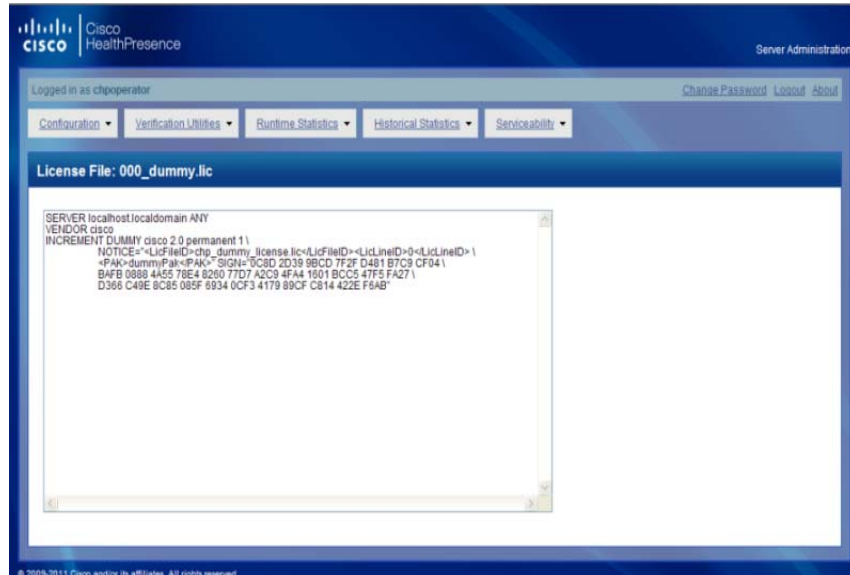 CISCO
Cisco
HealthPresence
Server Administration
Logged in as chpoperator
Change Password Logout About
Configuration Verification Utilities Runtime Statistics Historical Statistics Serviceability
License File: 000_dummy.lic
SERVER localhost.localdomain ANY
VENDOR cisco
INCREMENT DUMMY cisco 2.0 permanent 1 \
NOTICE="<LicFileID>chp_dummy_license.lic</LicFileID><LicLineID>0</LicLineID> \
<PAK>dummyPak</PAK>" SIGN="0C8D 2D39 9BCD 7F2F D481 B7C9 CF04 \
BAFB 0888 4A55 78E4 8260 77D7 A2C9 4FA4 1601 BCC5 47F5 FA27 \
D366 C49E 8C85 085F 6934 0CF3 4179 89CF C814 422E F6AB"
© 2009-2011 Cisco and/or its affiliates. All rights reserved.